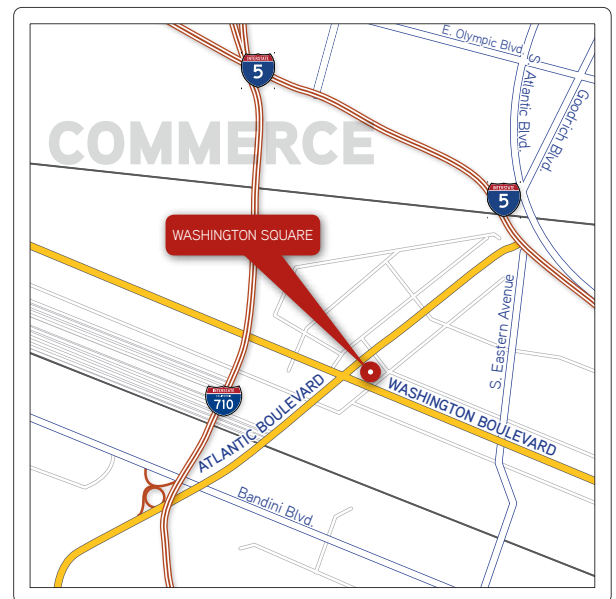 E. Olympic Blvd.
S. Atlantic Blvd.
Goodrich Blvd.
INTERSTATE
5
COMMERCE
INTERSTATE
5
WASHINGTON SQUARE
S. Eastern Avenue
INTERSTATE
710
ATLANTIC BOULEVARD
WASHINGTON BOULEVARD
Bandini Blvd.